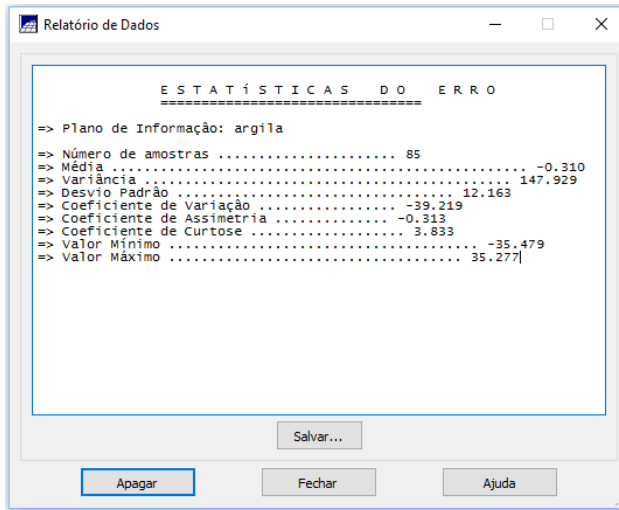 Relatório de Dados
E S T A T í S T I C A S   D O   E R R O
================================
=> Plano de Informação: argila
=> Número de amostras ...................... 85
=> Média ................................................... -0.310
=> Variância ............................................. 147.929
=> Desvio Padrão ...................................... 12.163
=> Coeficiente de Variação ................. -39.219
=> Coeficiente de Assimetria .............. -0.313
=> Coeficiente de Curtose ................... 3.833
=> Valor Mínimo ...................................... -35.479
=> Valor Máximo .................................... 35.277
Salvar...
Apagar Fechar Ajuda